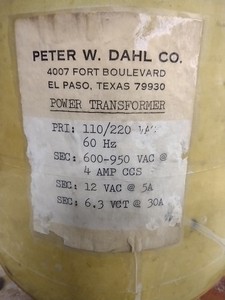 PETER W. DAHL CO.
4007 FORT BOULEVARD
EL PASO, TEXAS 79930
POWER TRANSFORMER
PRI: 110/220 VAC
60 Hz
SEC: 600-950 VAC @
4 AMP CCS
SEC: 12 VAC @ 5A
SEC: 6.3 VCT @ 30A